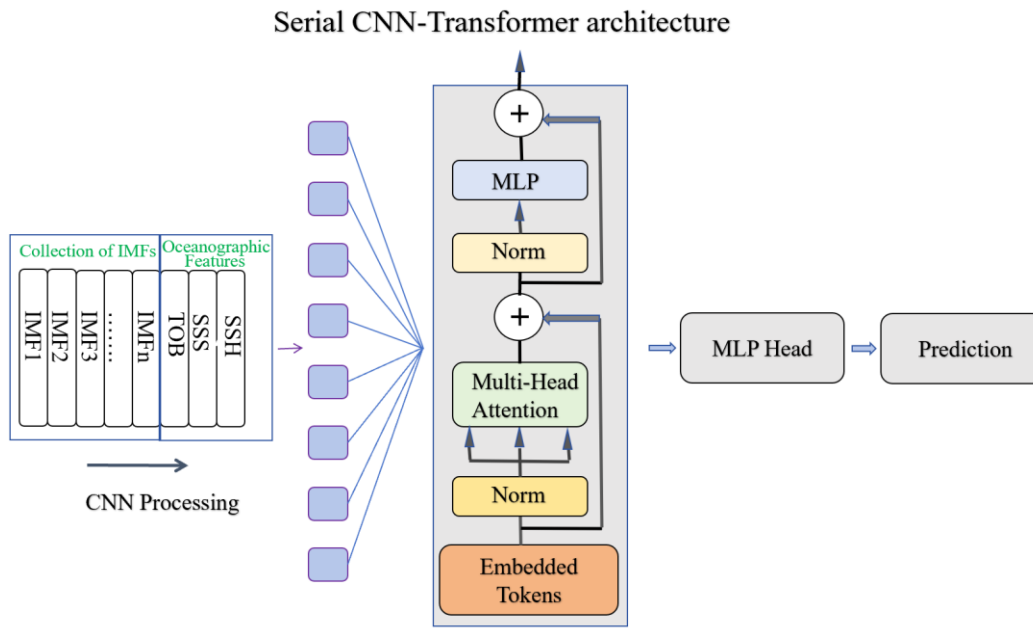 Serial CNN-Transformer architecture
Collection of IMFs
Oceanographic
Features
IMF1
IMF2
IMF3
......
IMFn
TOB
SSS
SSH
CNN Processing
+
MLP
Norm
+
Multi-Head
Attention
Norm
Embedded
Tokens
MLP Head
Prediction